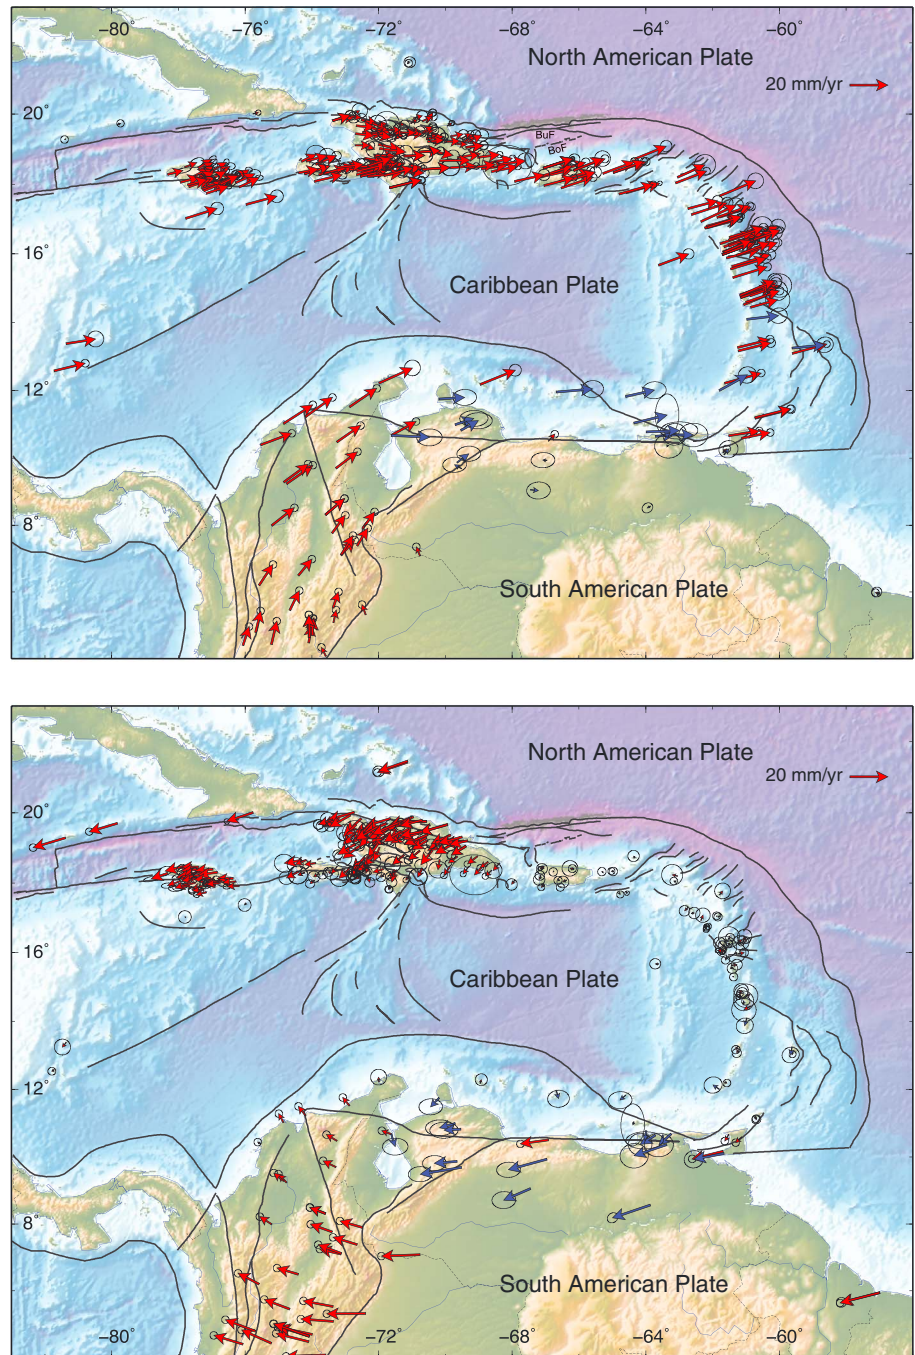 −80° −76° −72° −68° −64° −60°
North American Plate
20 mm/yr
20°
BuF
BoF
16°
Caribbean Plate
12°
8°
South American Plate
North American Plate
20 mm/yr
20°
16°
Caribbean Plate
12°
8°
South American Plate
−80° −76° −72° −68° −64° −60°